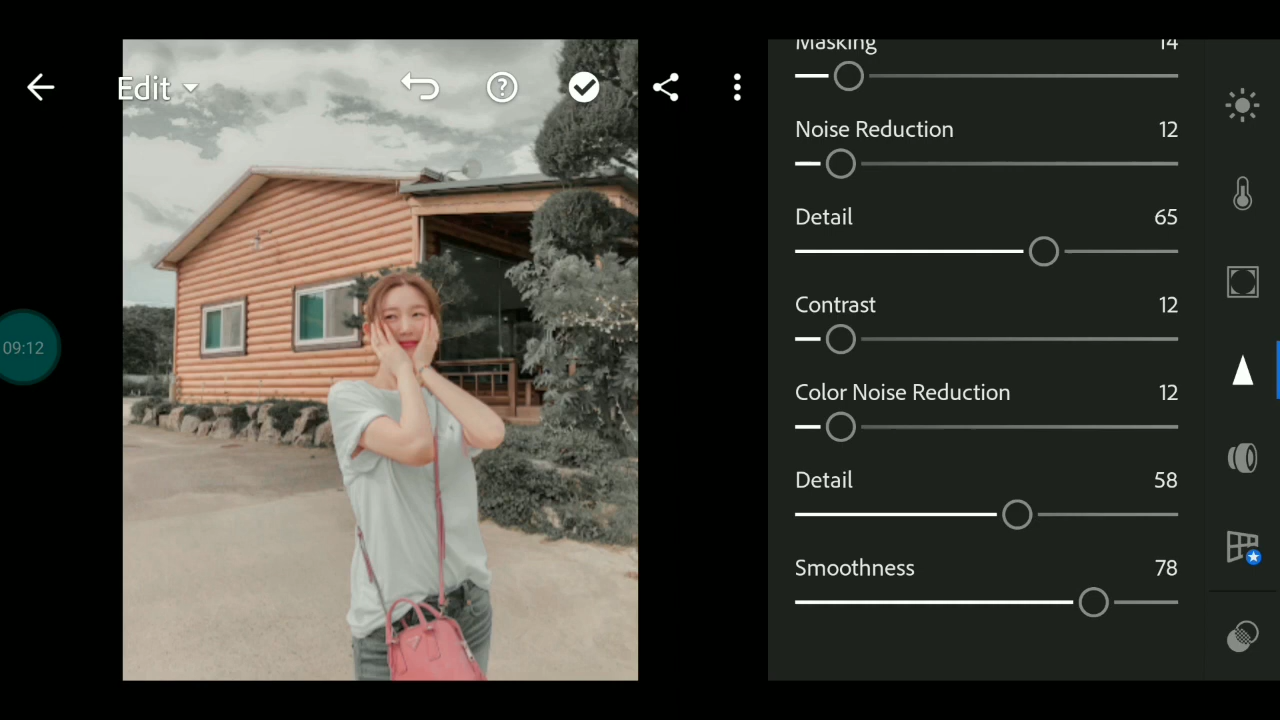 Edit
09:12
Masking 14
Noise Reduction 12
Detail 65
Contrast 12
Color Noise Reduction 12
Detail 58
Smoothness 78